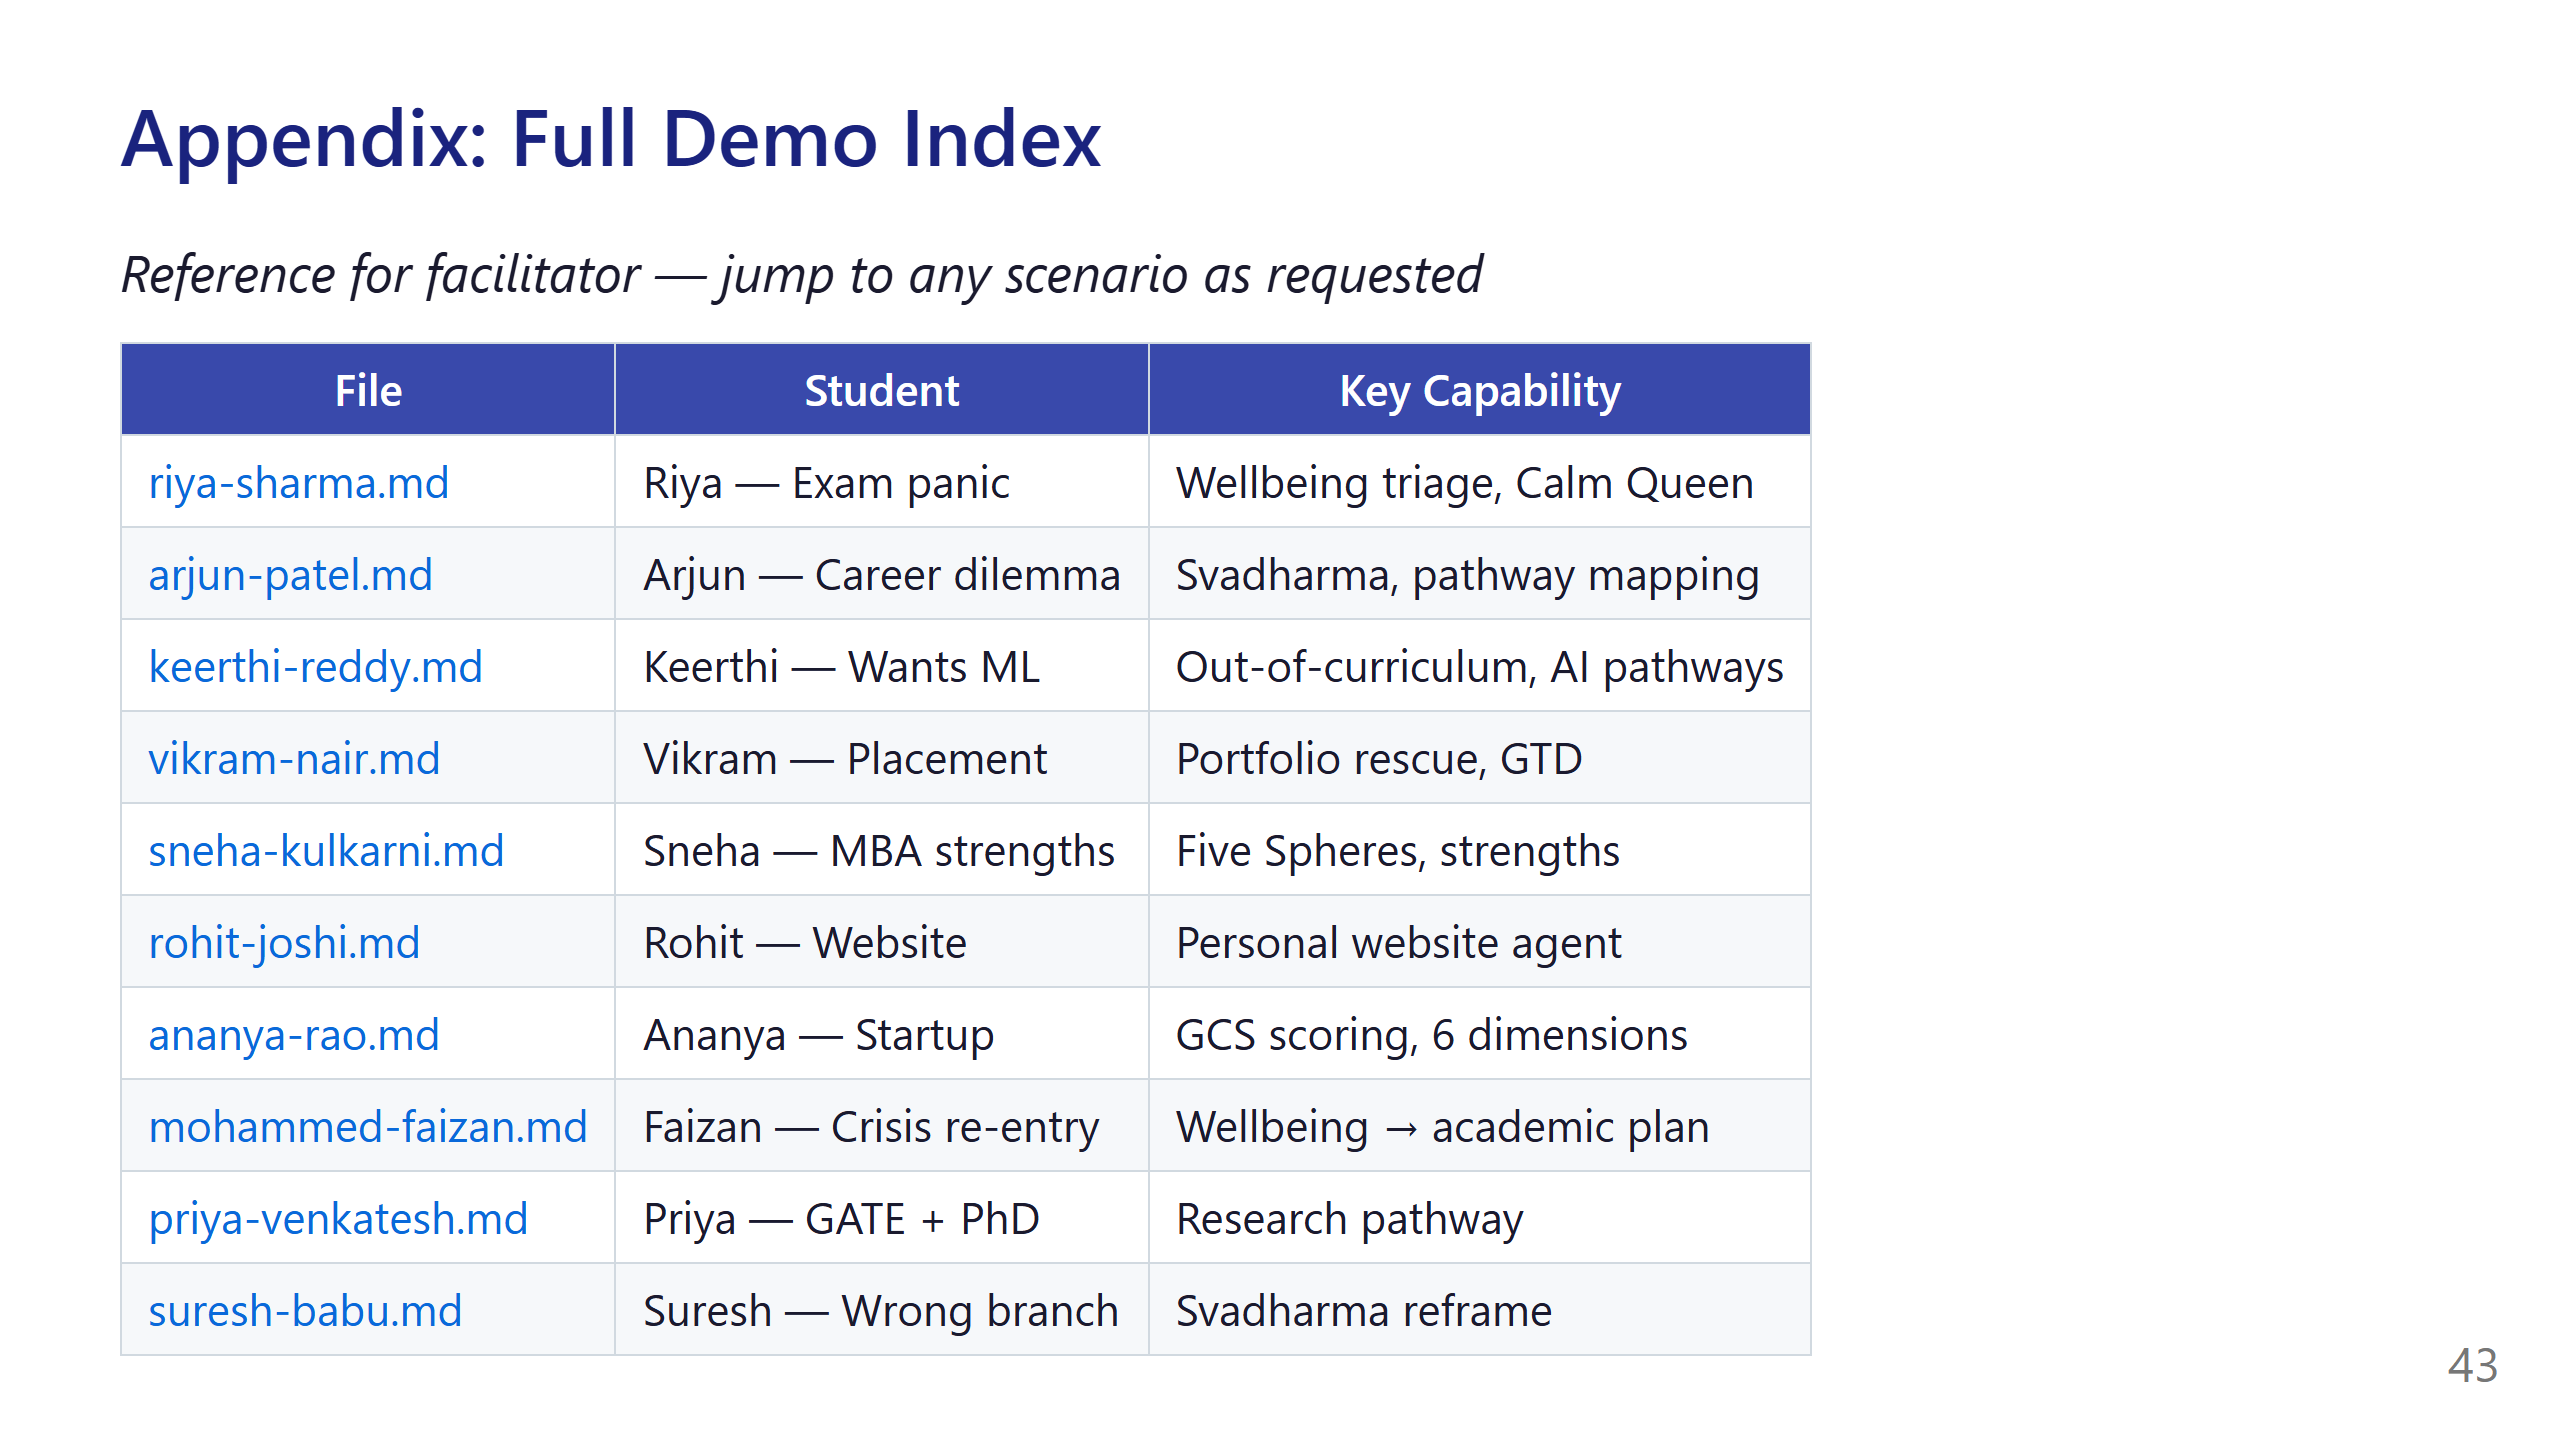 Appendix: Full Demo Index
Reference for facilitator — jump to any scenario as requested
File Student Key Capability
riya-sharma.md Riya — Exam panic Wellbeing triage, Calm Queen
arjun-patel.md Arjun — Career dilemma Svadharma, pathway mapping
keerthi-reddy.md Keerthi — Wants ML Out-of-curriculum, AI pathways
vikram-nair.md Vikram — Placement Portfolio rescue, GTD
sneha-kulkarni.md Sneha — MBA strengths Five Spheres, strengths
rohit-joshi.md Rohit — Website Personal website agent
ananya-rao.md Ananya — Startup GCS scoring, 6 dimensions
mohammed-faizan.md Faizan — Crisis re-entry Wellbeing → academic plan
priya-venkatesh.md Priya — GATE + PhD Research pathway
suresh-babu.md Suresh — Wrong branch Svadharma reframe
43